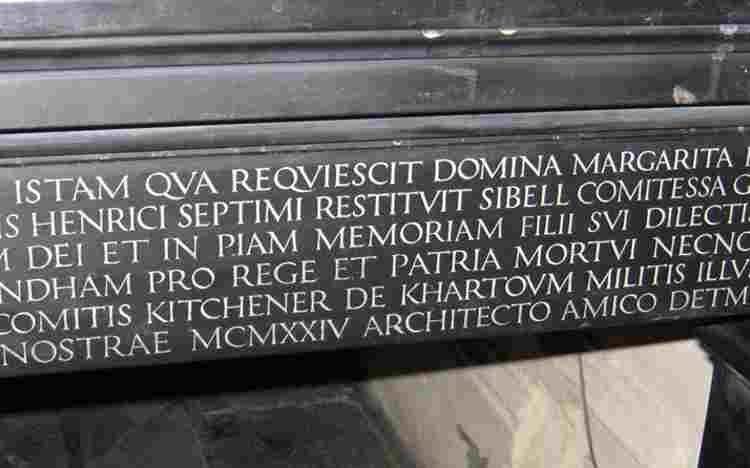 ISTAM QVA REQVIESCIT DOMINA MARGARITA
HENRICI SEPTIMI RESTITVIT SIBELL COMITESSA
DEI ET IN PIAM MEMORIAM FILII SVI DILECTI
NDHAM PRO REGE ET PATRIA MORTVI NECNO
COMITIS KITCHENER DE KHARTOVM MILITIS ILLV
NOSTRAE MCMXXIV ARCHITECTO AMICO DETM